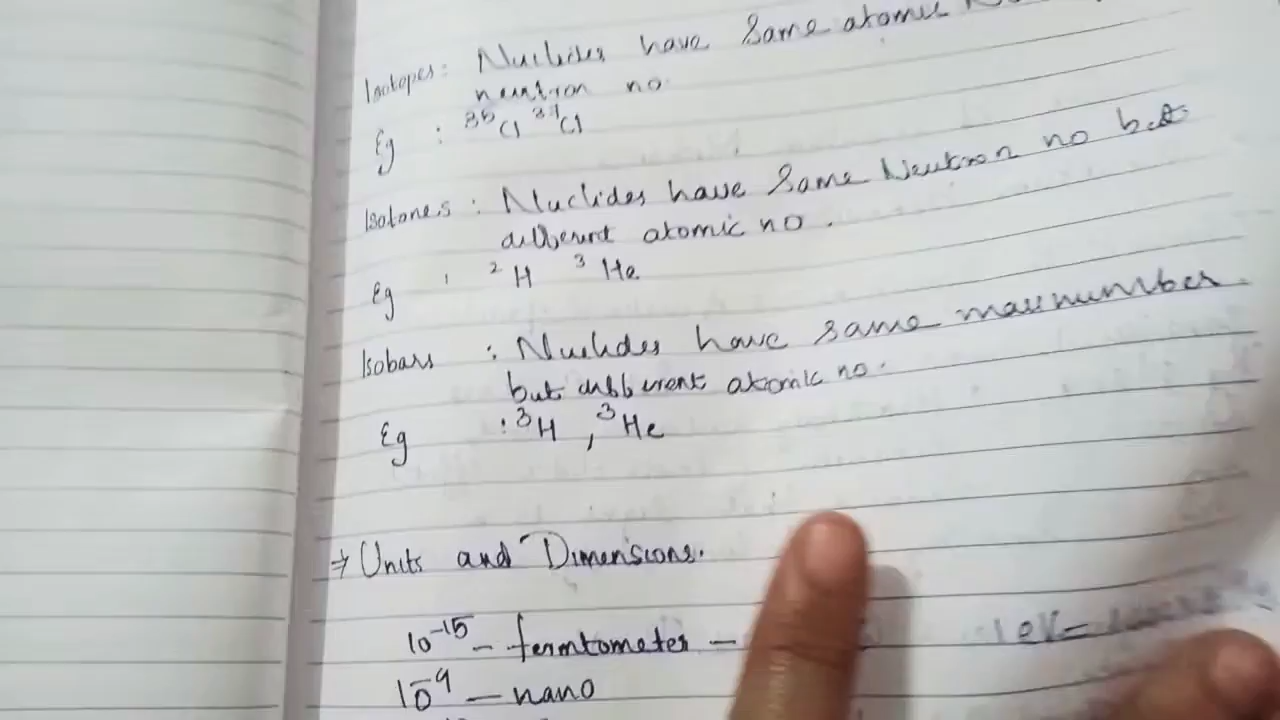 Isotopes: Nuclides have same atomic
neutron no.
Eg : ³⁵Cl ³⁷Cl
Isotones : Nuclides have same Neutron no but
different atomic no.
Eg : ²H ³He
Isobars : Nuclides have same mass number
but different atomic no.
Eg : ³H , ³He
⇒ Units and Dimensions.
10⁻¹⁵ – femtometer –
10⁻⁹ – nano
1 eV =